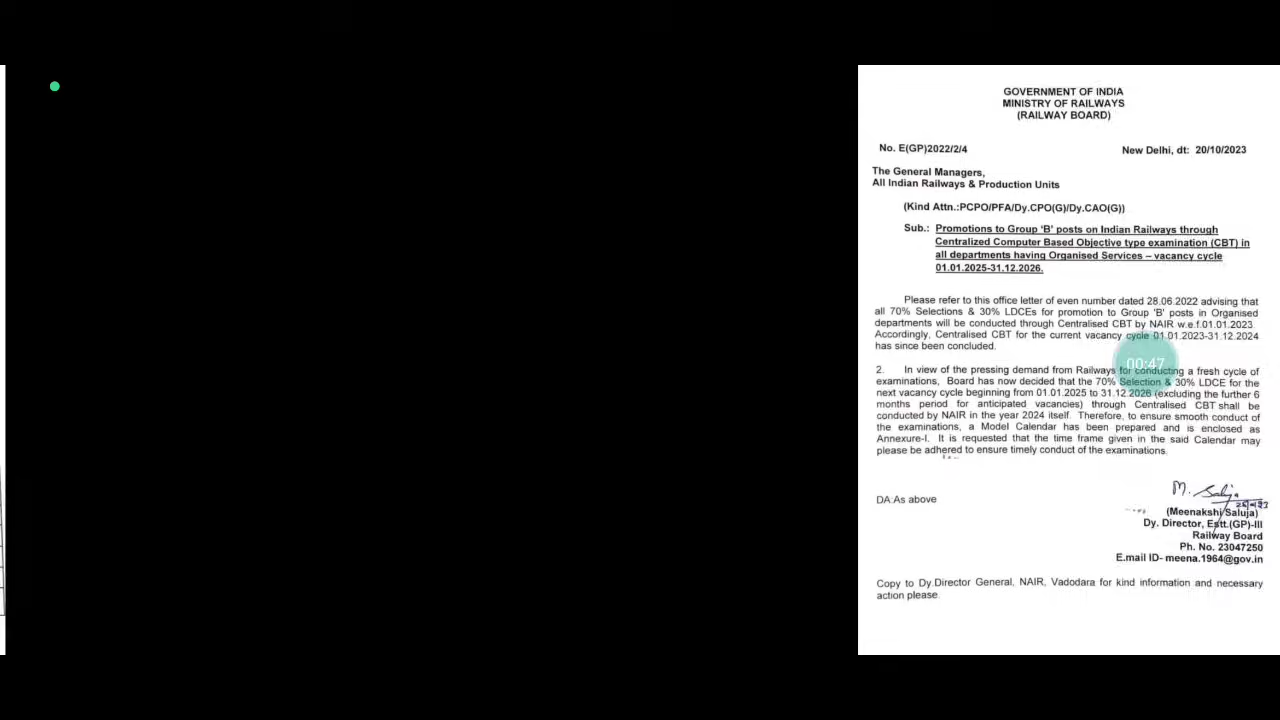 GOVERNMENT OF INDIA
MINISTRY OF RAILWAYS
(RAILWAY BOARD)
No. E(GP)2022/2/4 New Delhi, dt: 20/10/2023
The General Managers,
All Indian Railways & Production Units
(Kind Attn.:PCPO/PFA/Dy.CPO(G)/Dy.CAO(G))
Sub.: Promotions to Group 'B' posts on Indian Railways through
Centralized Computer Based Objective type examination (CBT) in
all departments having Organised Services – vacancy cycle
01.01.2025-31.12.2026.
Please refer to this office letter of even number dated 28.06.2022 advising that
all 70% Selections & 30% LDCEs for promotion to Group 'B' posts in Organised
departments will be conducted through Centralised CBT by NAIR w.e.f.01.01.2023.
Accordingly, Centralised CBT for the current vacancy cycle 01.01.2023-31.12.2024
has since been concluded.
00:47
2. In view of the pressing demand from Railways for conducting a fresh cycle of
examinations, Board has now decided that the 70% Selection & 30% LDCE for the
next vacancy cycle beginning from 01.01.2025 to 31.12.2026 (excluding the further 6
months period for anticipated vacancies) through Centralised CBT shall be
conducted by NAIR in the year 2024 itself. Therefore, to ensure smooth conduct of
the examinations, a Model Calendar has been prepared and is enclosed as
Annexure-I. It is requested that the time frame given in the said Calendar may
please be adhered to ensure timely conduct of the examinations.
M. Saluja
DA:As above
(Meenakshi Saluja)
Dy. Director, Estt.(GP)-III
Railway Board
Ph. No. 23047250
E.mail ID- meena.1964@gov.in
Copy to Dy.Director General, NAIR, Vadodara for kind information and necessary
action please.